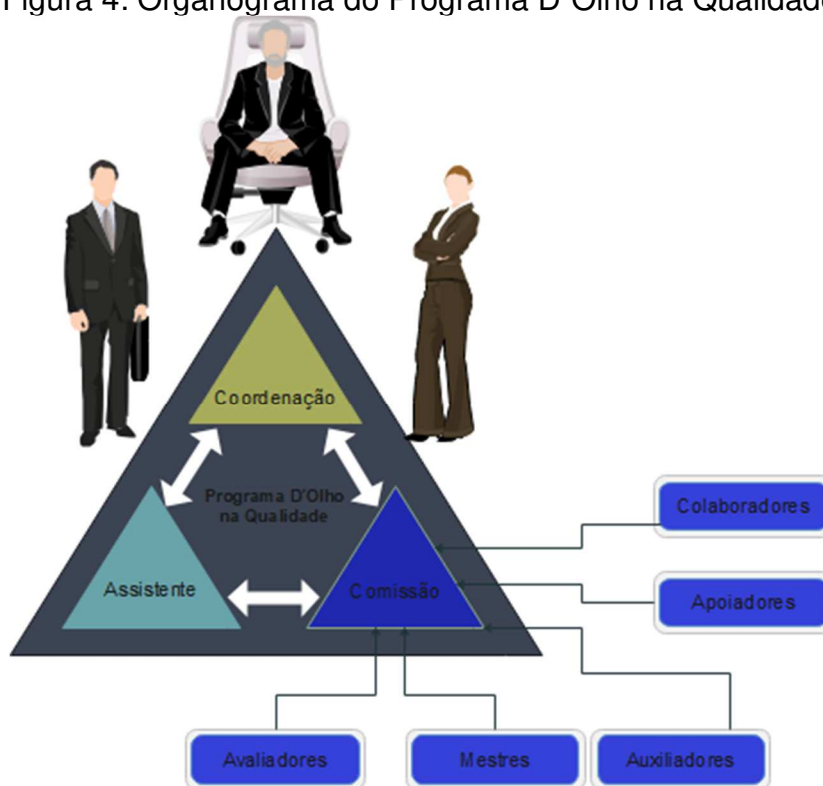 Figura 4. Organograma do Programa D'Olho na Qualidade
Coordenação
Programa D'Olho
na Qualidade
Assistente
Comissão
Colaboradores
Apoiadores
Avaliadores
Mestres
Auxiliadores